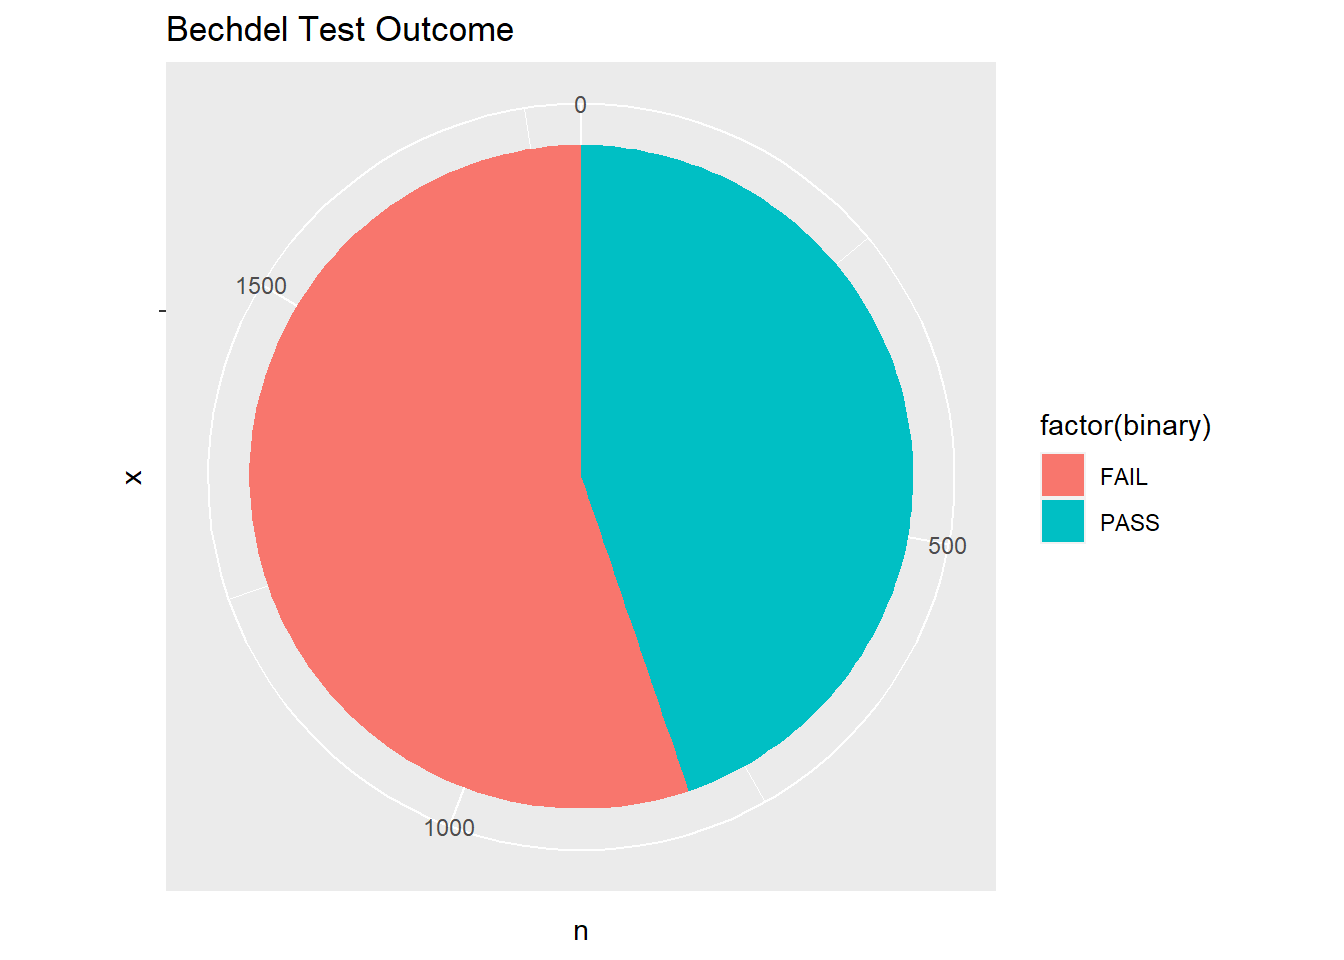 Bechdel Test Outcome
0
1500
500
1000
x
n
factor(binary)
FAIL
PASS